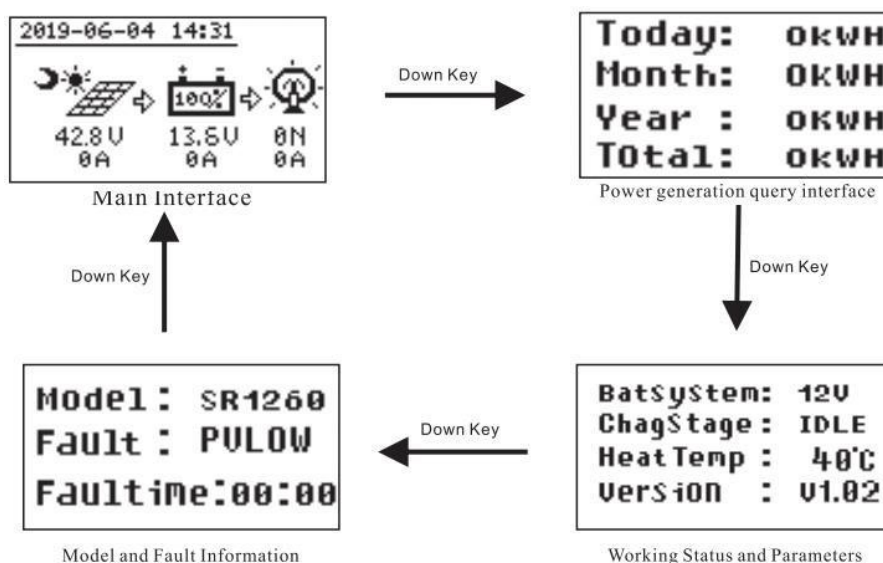 2019-06-04 14:31
100%
42.8V 13.6V 0N
0A 0A 0A
Main Interface
Down Key
Today: 0KWH
Month: 0KWH
Year : 0KWH
TOtal: 0KWH
Power generation query interface
Down Key
BatSyStem: 12V
ChagStage: IDLE
HeatTemp : 40℃
VerSiON : V1.02
Working Status and Parameters
Down Key
Model: SR1260
Fault: PVLOW
Faultime:00:00
Model and Fault Information
Down Key